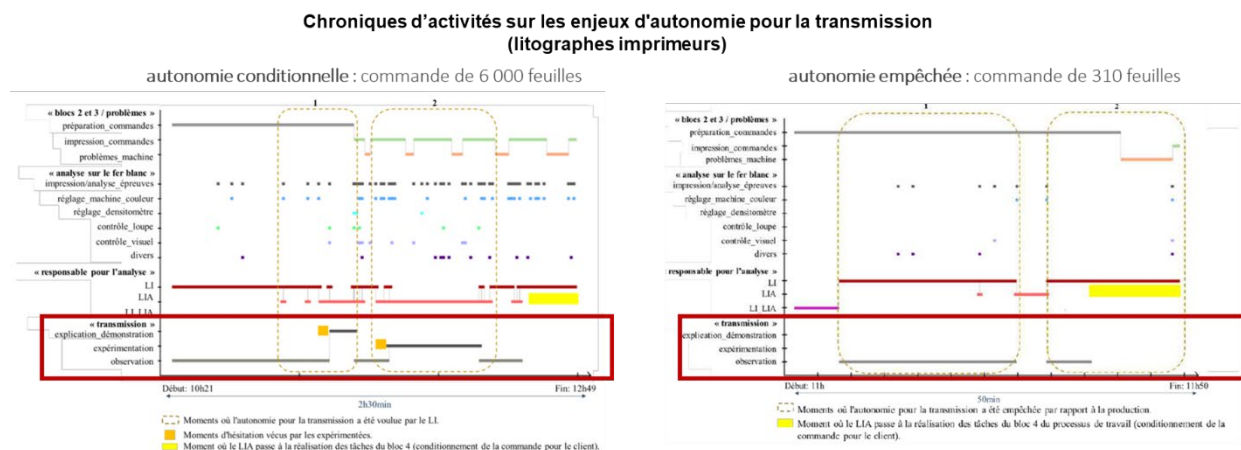 Chroniques d'activités sur les enjeux d'autonomie pour la transmission
(litographes imprimeurs)
autonomie conditionnelle : commande de 6 000 feuilles
1
2
« blocs 2 et 3 / problèmes »
préparation_commandes
impression_commandes
problèmes_machine
« analyse sur le fer blanc »
impression/analyse_épreuves
réglage_machine_couleur
réglage_densitomètre
contrôle_loupe
contrôle_visuel
divers
« responsable pour l'analyse »
LI
LIA
LI_LIA
« transmission »
explication_démonstration
expérimentation
observation
Début: 10h21
Fin: 12h49
2h30min
Moments où l'autonomie pour la transmission a été voulue par le LI.
Moments d'hésitation vécus par les expérimentées.
Moment où le LIA passe à la réalisation des tâches du bloc 4 (conditionnement de la commande pour le client).
autonomie empêchée : commande de 310 feuilles
1
2
« blocs 2 et 3 / problèmes »
préparation_commandes
impression_commandes
problèmes_machine
« analyse sur le fer blanc »
impression/analyse_épreuves
réglage_machine_couleur
réglage_densitomètre
contrôle_loupe
contrôle_visuel
divers
« responsable pour l'analyse »
LI
LIA
LI_LIA
« transmission »
explication_démonstration
expérimentation
observation
Début: 11h
Fin: 11h50
50min
Moments où l'autonomie pour la transmission a été empêchée par rapport à la production.
Moment où le LIA passe à la réalisation des tâches du bloc 4 du processus de travail (conditionnement de la
commande pour le client).